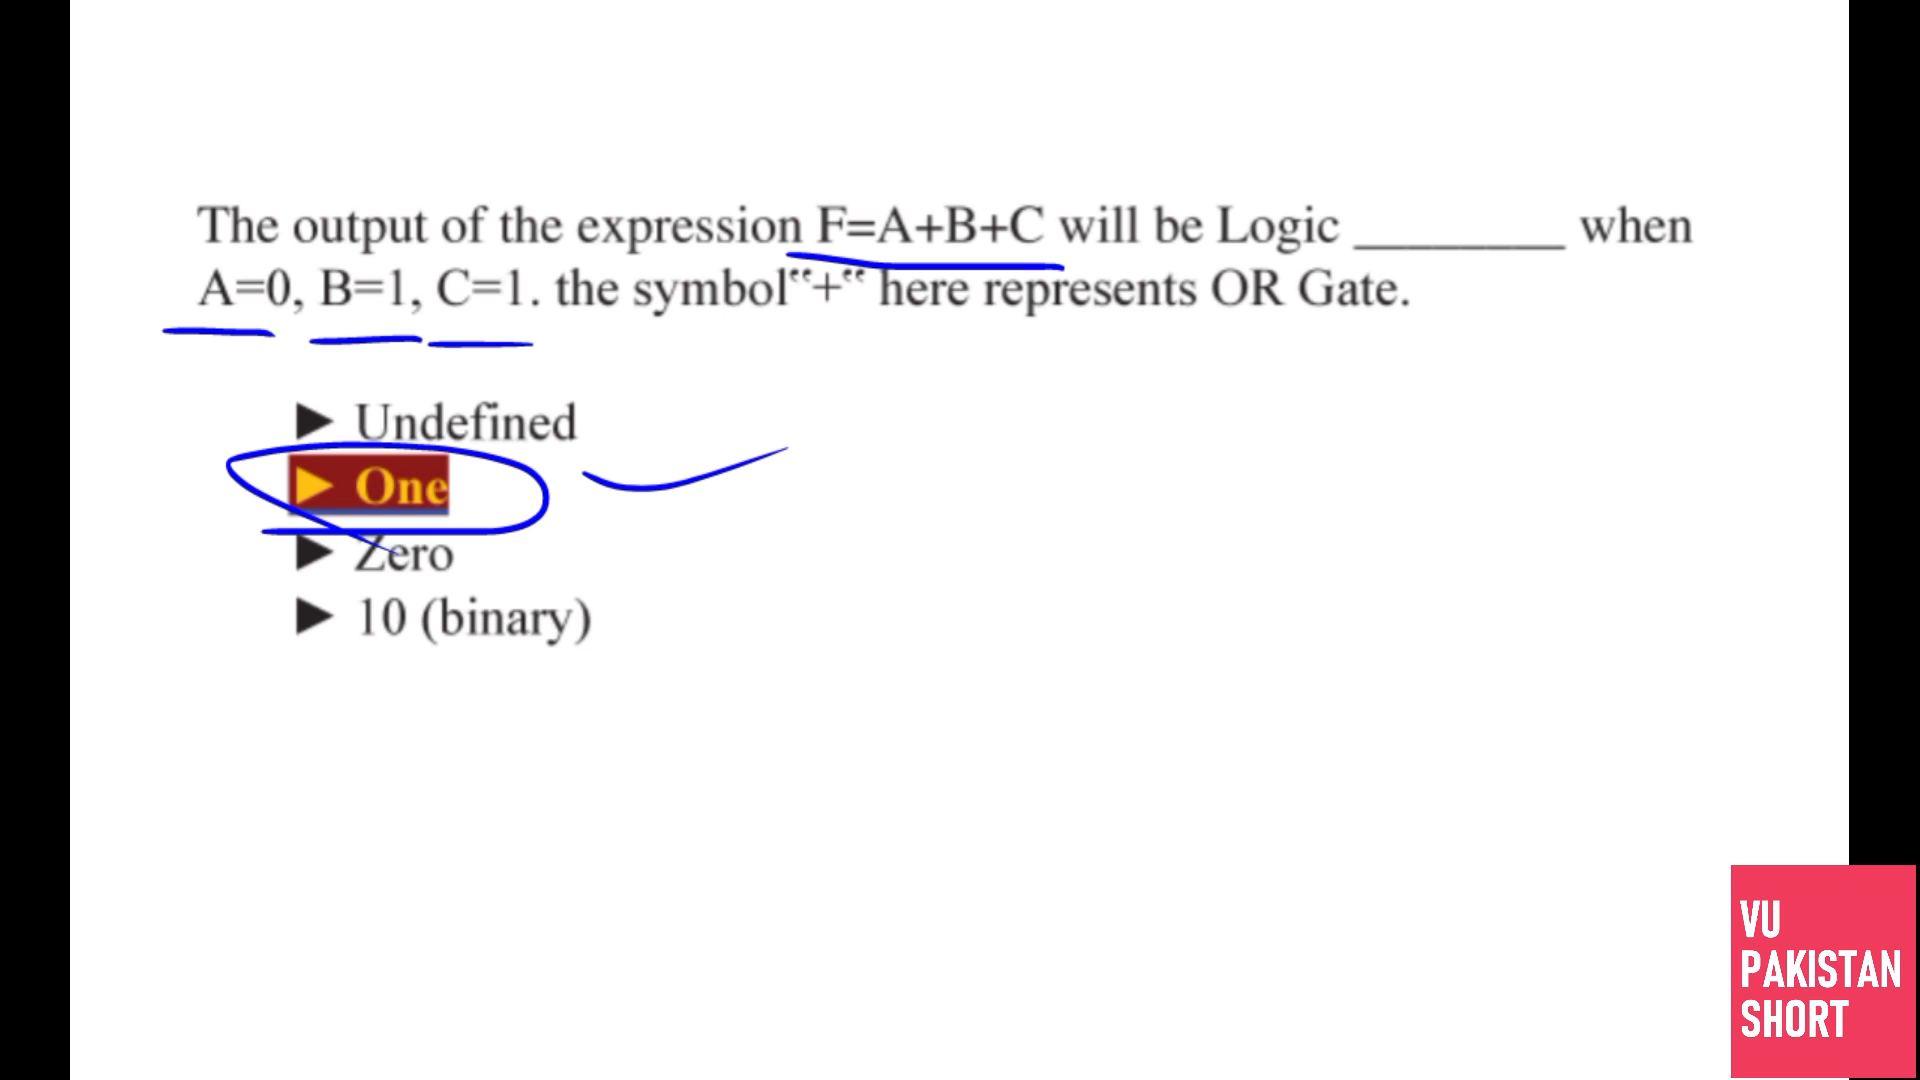 The output of the expression F=A+B+C will be Logic ________ when
A=0, B=1, C=1. the symbol“+“ here represents OR Gate.
► Undefined
► One
► Zero
► 10 (binary)
VU
PAKISTAN
SHORT